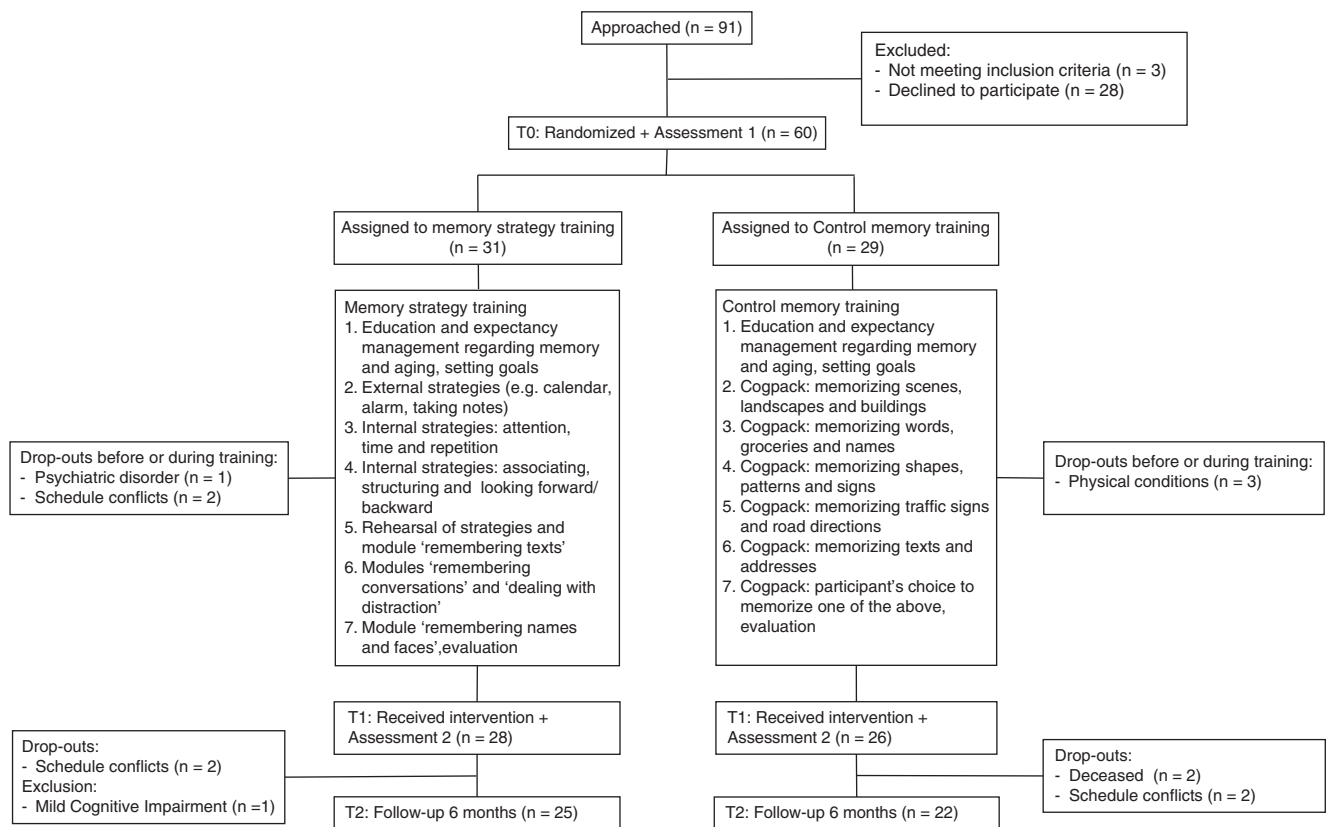 Approached (n = 91)
Excluded:
- Not meeting inclusion criteria (n = 3)
- Declined to participate (n = 28)
T0: Randomized + Assessment 1 (n = 60)
Assigned to memory strategy training
(n = 31)
Assigned to Control memory training
(n = 29)
Memory strategy training
1. Education and expectancy
management regarding memory
and aging, setting goals
2. External strategies (e.g. calendar,
alarm, taking notes)
3. Internal strategies: attention,
time and repetition
4. Internal strategies: associating,
structuring and looking forward/
backward
5. Rehearsal of strategies and
module ‘remembering texts’
6. Modules ‘remembering
conversations’ and ‘dealing with
distraction’
7. Module ‘remembering names
and faces’,evaluation
Control memory training
1. Education and expectancy
management regarding memory
and aging, setting goals
2. Cogpack: memorizing scenes,
landscapes and buildings
3. Cogpack: memorizing words,
groceries and names
4. Cogpack: memorizing shapes,
patterns and signs
5. Cogpack: memorizing traffic signs
and road directions
6. Cogpack: memorizing texts and
addresses
7. Cogpack: participant’s choice to
memorize one of the above,
evaluation
Drop-outs before or during training:
- Psychiatric disorder (n = 1)
- Schedule conflicts (n = 2)
Drop-outs before or during training:
- Physical conditions (n = 3)
T1: Received intervention +
Assessment 2 (n = 28)
T1: Received intervention +
Assessment 2 (n = 26)
Drop-outs:
- Schedule conflicts (n = 2)
Exclusion:
- Mild Cognitive Impairment (n =1)
Drop-outs:
- Deceased (n = 2)
- Schedule conflicts (n = 2)
T2: Follow-up 6 months (n = 25)
T2: Follow-up 6 months (n = 22)